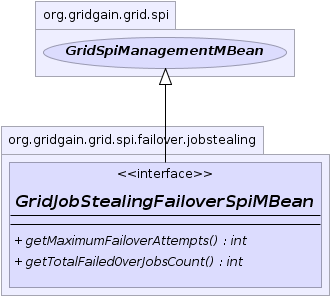 org.gridgain.grid.spi
GridSpiManagementMBean
org.gridgain.grid.spi.failover.jobstealing
<<interface>>
GridJobStealingFailoverSpiMBean
+ getMaximumFailoverAttempts() : int
+ getTotalFailedOverJobsCount() : int